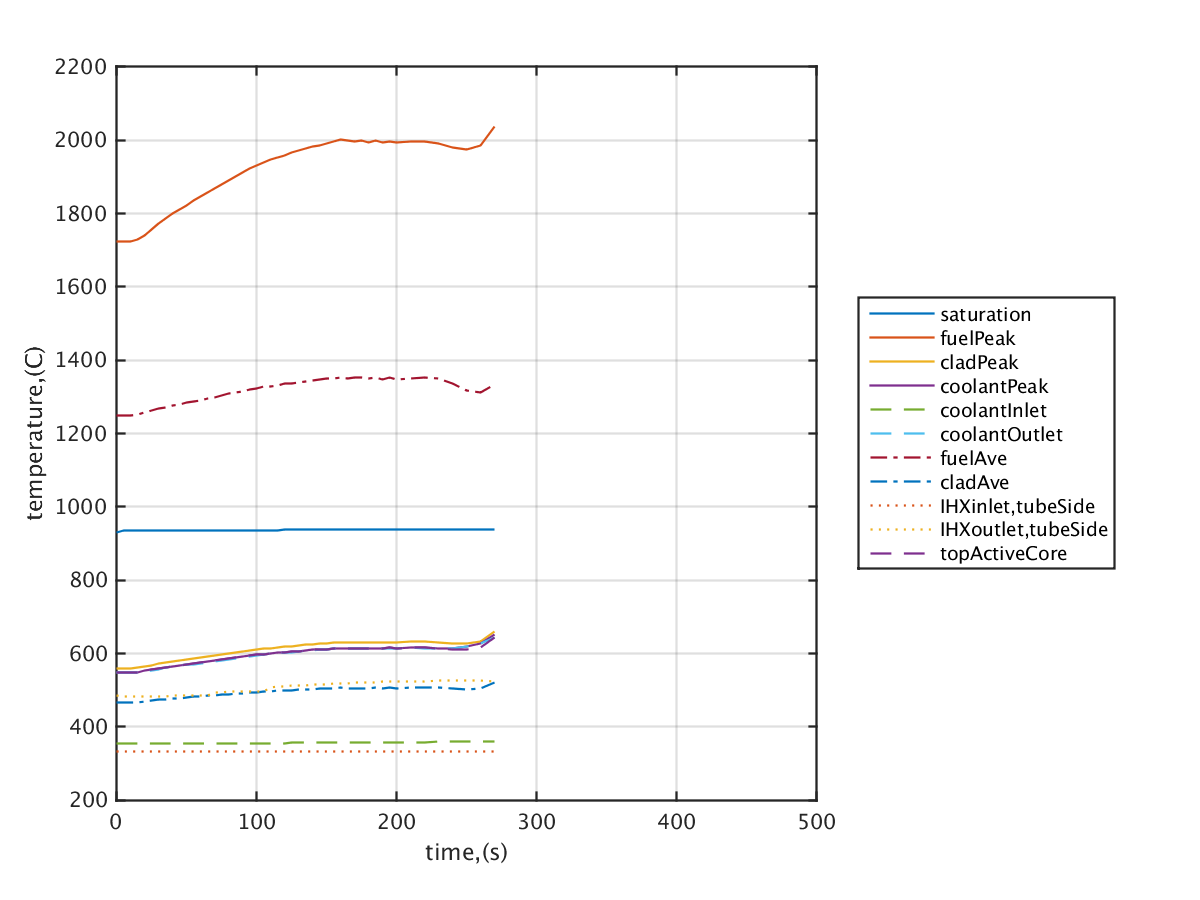 2200
2000
1800
1600
1400
1200
1000
800
600
400
200
temperature,(C)
0 100 200 300 400 500
time,(s)
saturation
fuelPeak
cladPeak
coolantPeak
coolantInlet
coolantOutlet
fuelAve
cladAve
IHXinlet,tubeSide
IHXoutlet,tubeSide
topActiveCore